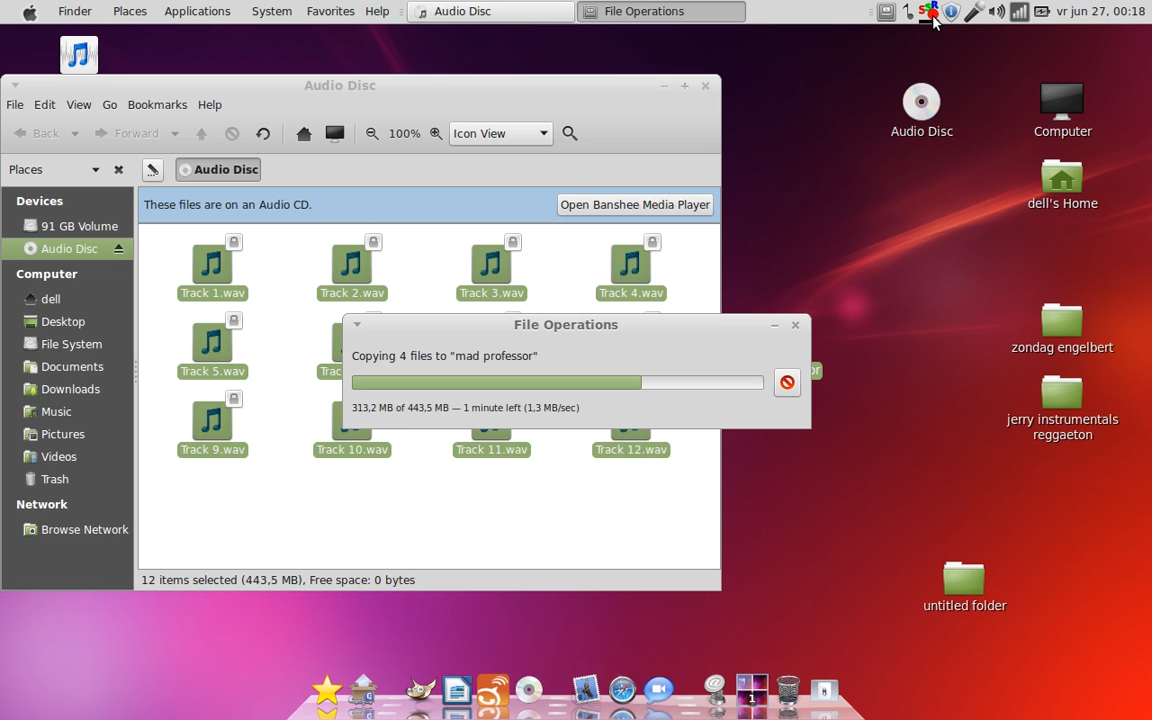 Finder Places Applications System Favorites Help Audio Disc File Operations SSR vr jun 27, 00:18
Audio Disc
File Edit View Go Bookmarks Help
Back Forward 100% Icon View
Places Audio Disc
These files are on an Audio CD. Open Banshee Media Player
Devices
91 GB Volume
Audio Disc
Computer
dell
Desktop
File System
Documents
Downloads
Music
Pictures
Videos
Trash
Network
Browse Network
Track 1.wav Track 2.wav Track 3.wav Track 4.wav
Track 5.wav
Track 9.wav Track 10.wav Track 11.wav Track 12.wav
12 items selected (443,5 MB), Free space: 0 bytes
File Operations
Copying 4 files to "mad professor"
313,2 MB of 443,5 MB — 1 minute left (1,3 MB/sec)
Audio Disc
Computer
dell's Home
zondag engelbert
jerry instrumentals
reggaeton
untitled folder
1